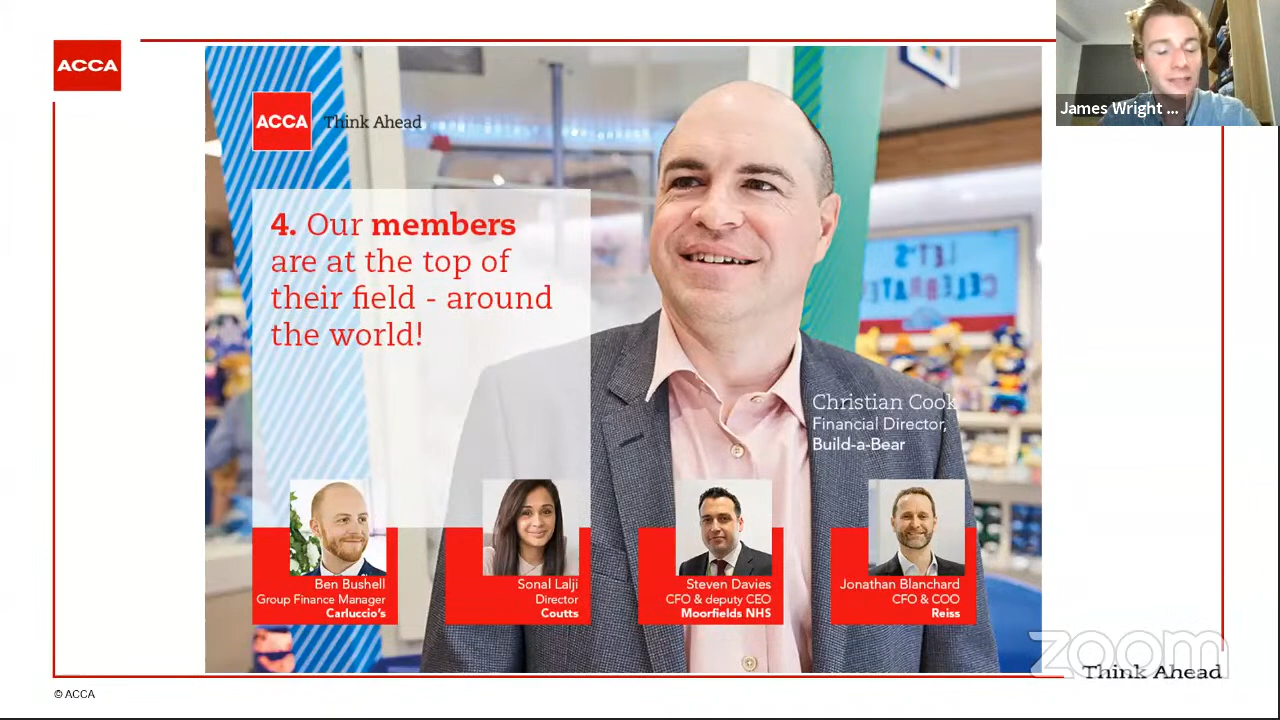 ACCA
ACCA
Think Ahead
4. Our members
are at the top of
their field - around
the world!
LET'S
CELEBRATE
Christian Cook
Financial Director,
Build-a-Bear
Ben Bushell
Group Finance Manager
Carluccio's
Sonal Lalji
Director
Coutts
Steven Davies
CFO & deputy CEO
Moorfields NHS
Jonathan Blanchard
CFO & COO
Reiss
James Wright ...
zoom
Think Ahead
© ACCA